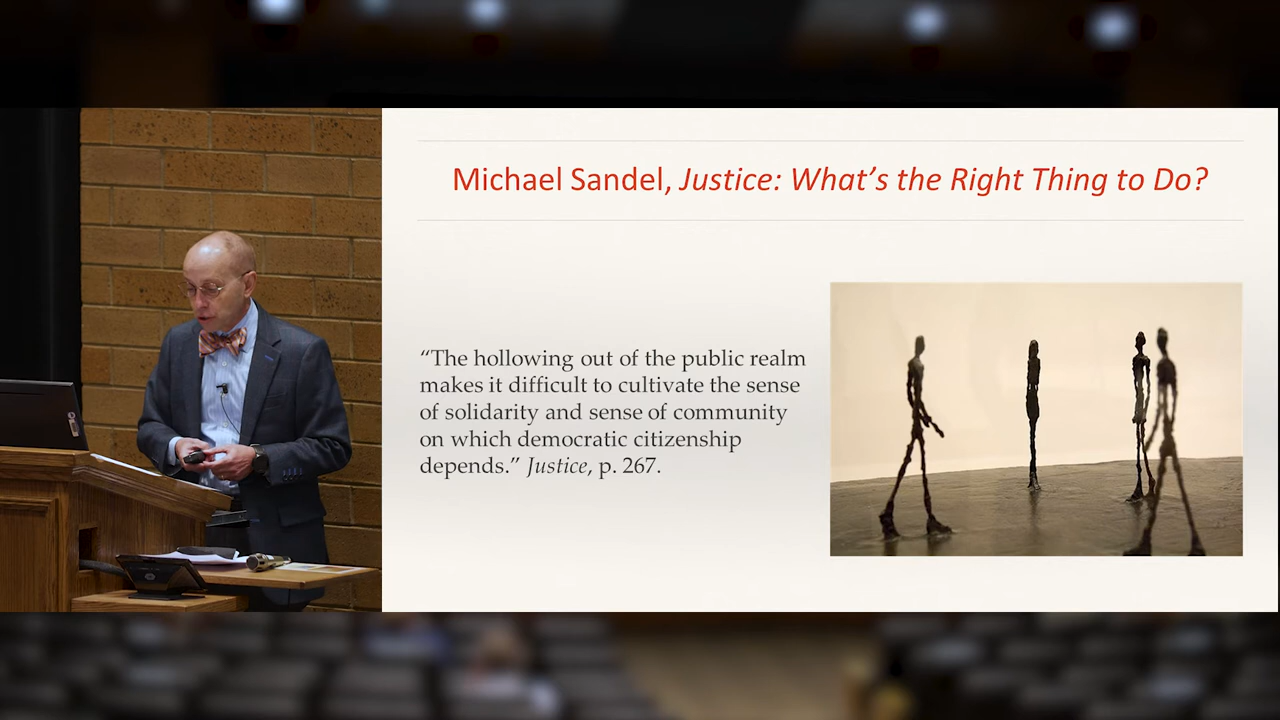 Michael Sandel, Justice: What’s the Right Thing to Do?
“The hollowing out of the public realm
makes it difficult to cultivate the sense
of solidarity and sense of community
on which democratic citizenship
depends.” Justice, p. 267.